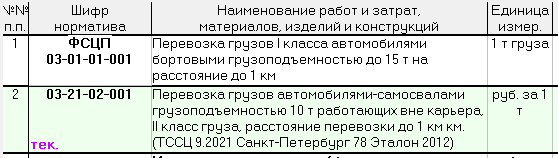 №№ п.п. Шифр норматива Наименование работ и затрат, материалов, изделий и конструкций Единица измер.
1 ФСЦП 03-01-01-001 Перевозка грузов I класса автомобилями 1 т груза
бортовыми грузоподъемностью до 15 т на
расстояние до 1 км
2 03-21-02-001 Перевозка грузов автомобилями-самосвалами руб. за 1 т
грузоподъемностью 10 т работающих вне карьера,
II класс груза, расстояние перевозки до 1 км км.
тек. (ТССЦ 9.2021 Санкт-Петербург 78 Эталон 2012)